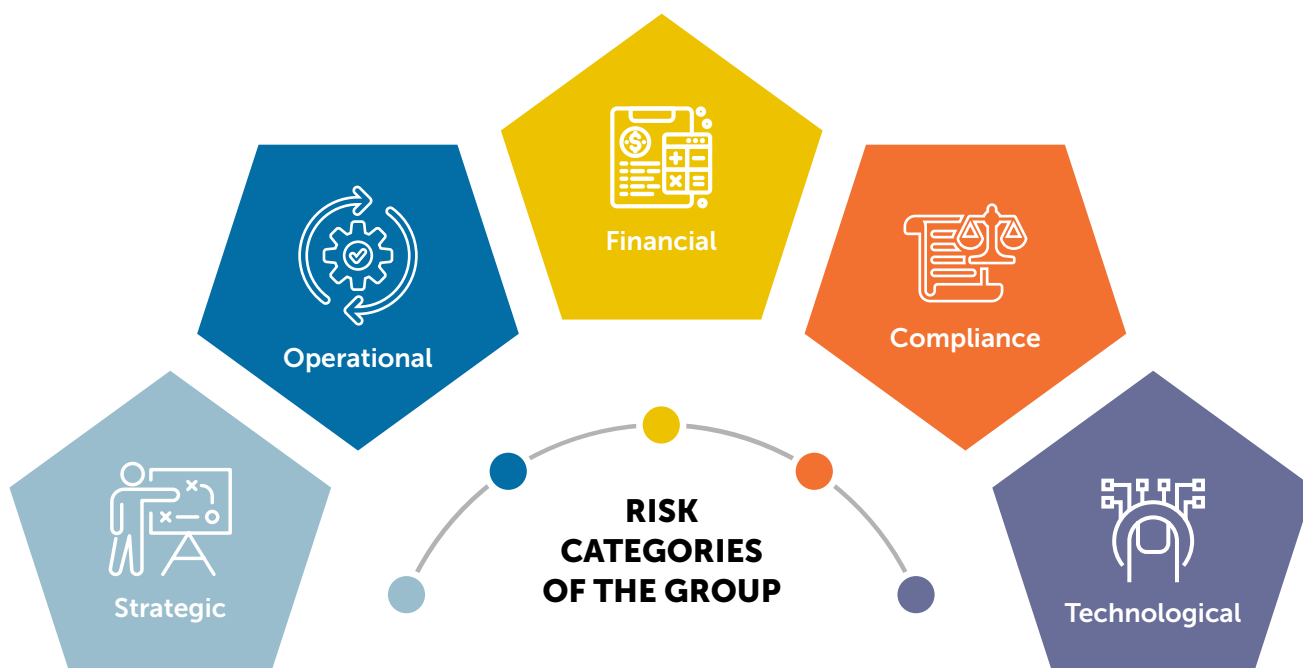 Strategic
Operational
Financial
Compliance
Technological
RISK
CATEGORIES
OF THE GROUP